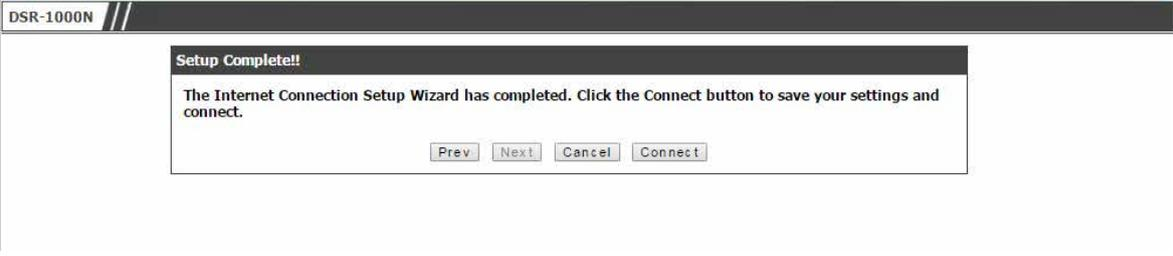 DSR-1000N
Setup Complete!!
The Internet Connection Setup Wizard has completed. Click the Connect button to save your settings and
connect.
Prev Next Cancel Connect